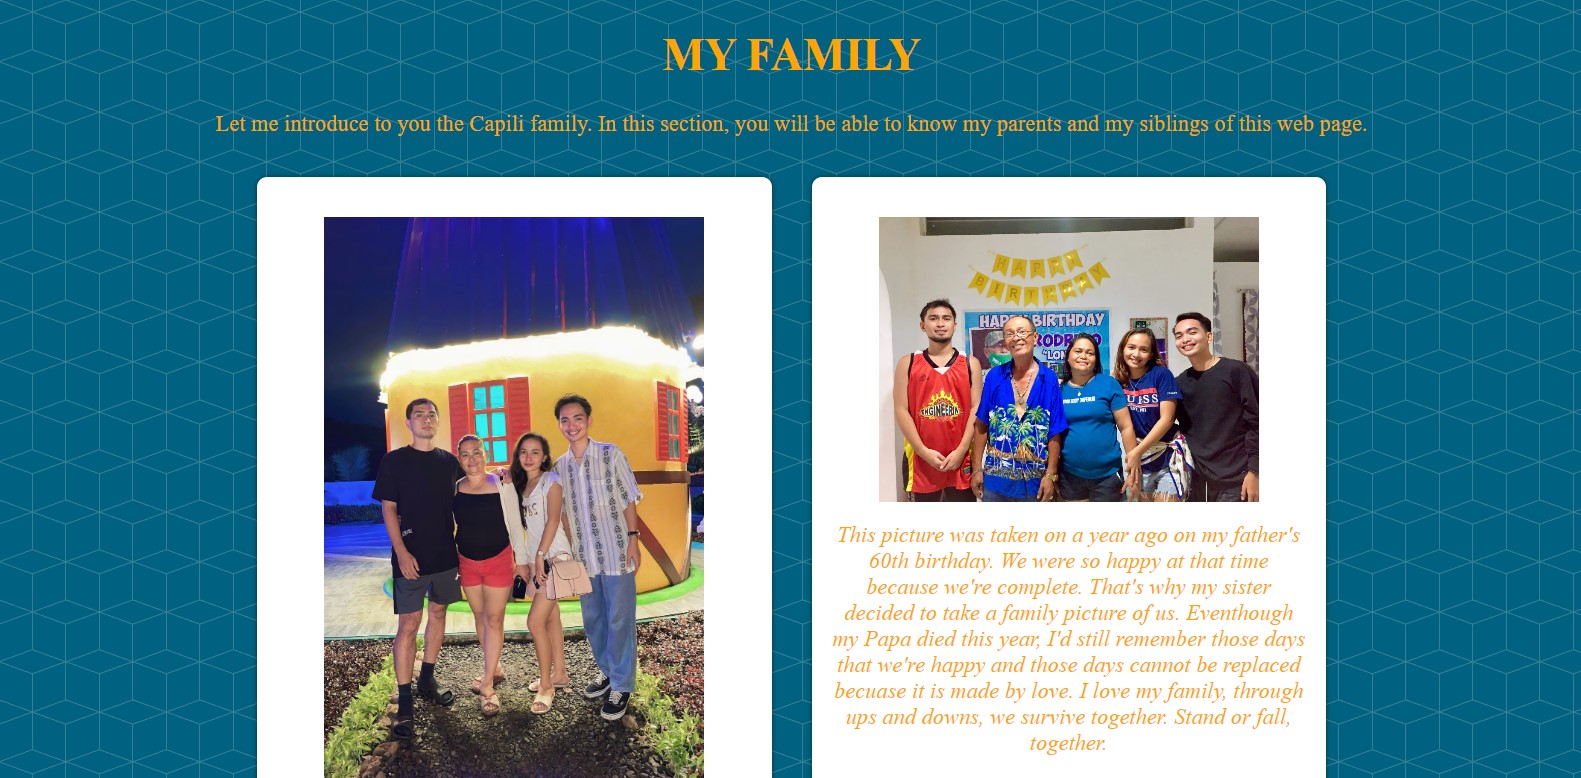 MY FAMILY
Let me introduce to you the Capili family. In this section, you will be able to know my parents and my siblings of this web page.
HAPPY
BIRTHDAY
HAPPY BIRTHDAY
ENGINEERIN
This picture was taken on a year ago on my father's
60th birthday. We were so happy at that time
because we're complete. That's why my sister
decided to take a family picture of us. Eventhough
my Papa died this year, I'd still remember those days
that we're happy and those days cannot be replaced
becuase it is made by love. I love my family, through
ups and downs, we survive together. Stand or fall,
together.